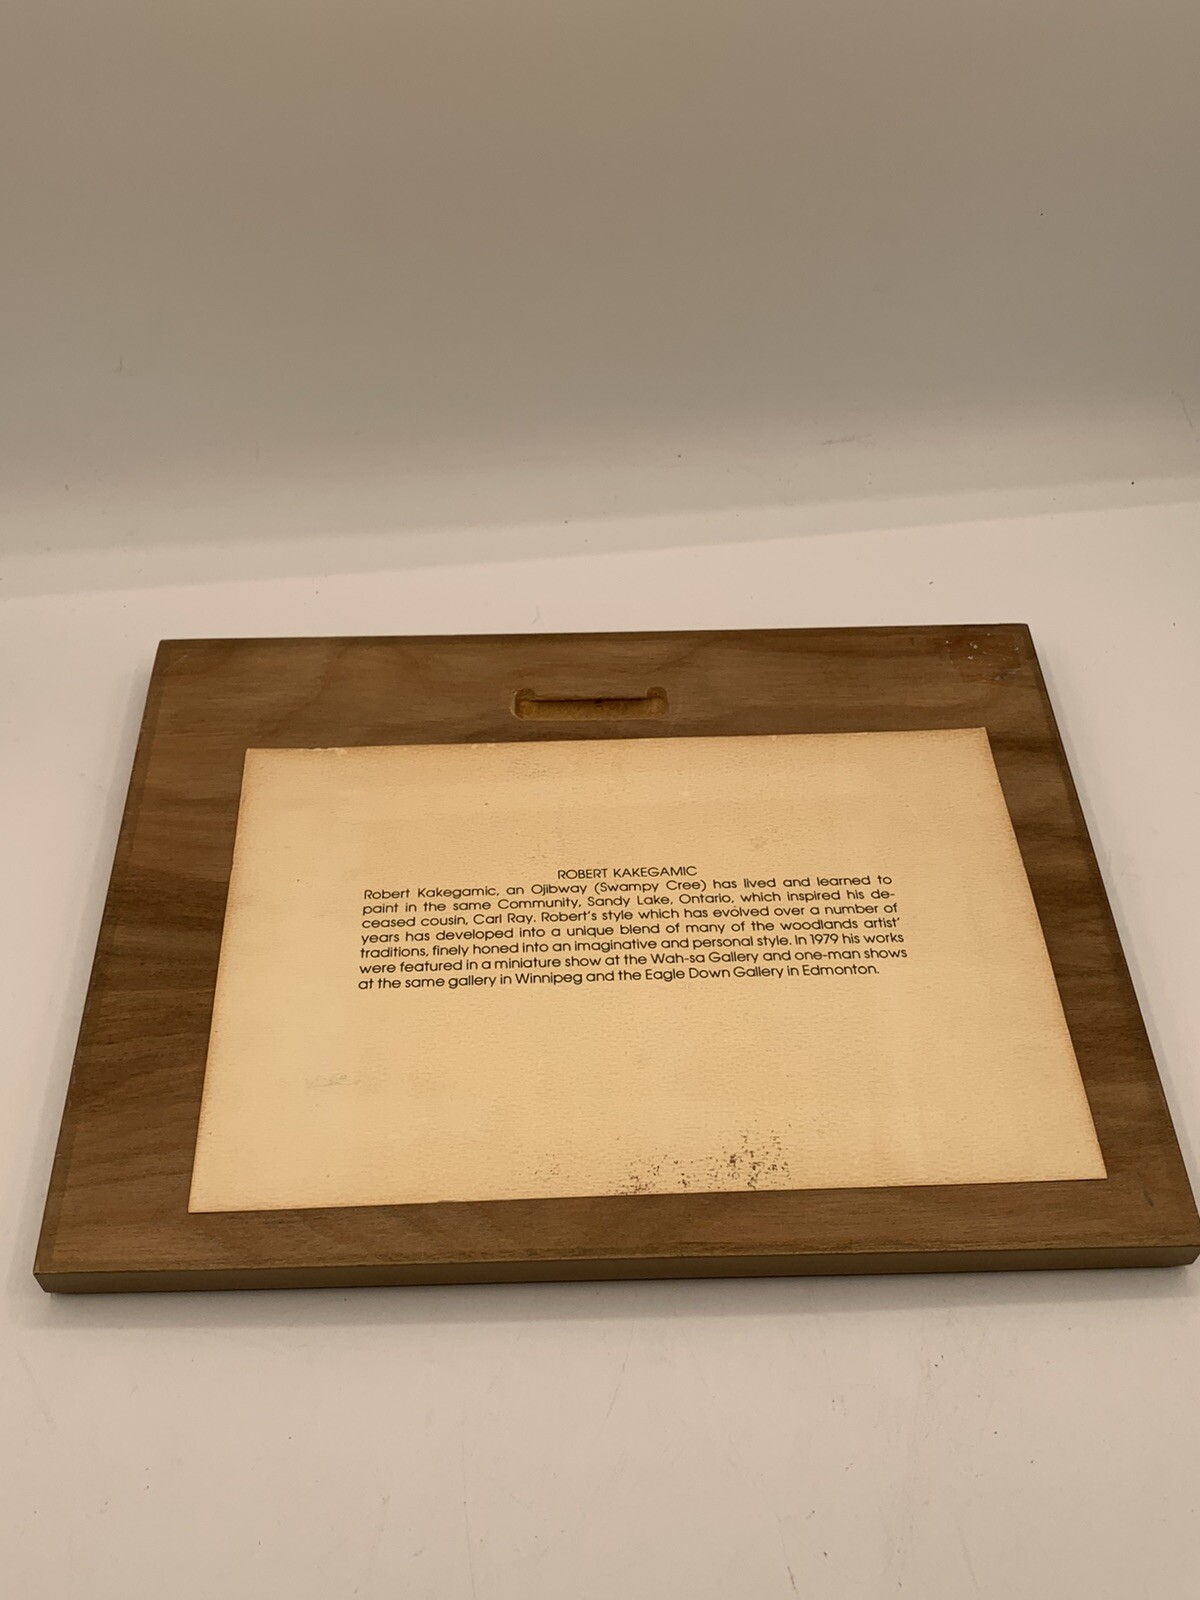 ROBERT KAKEGAMIC
Robert Kakegamic, an Ojibway (Swampy Cree) has lived and learned to
paint in the same Community, Sandy Lake, Ontario, which inspired his de-
ceased cousin, Carl Ray. Robert's style which has evolved over a number of
years has developed into a unique blend of many of the woodlands artist'
traditions, finely honed into an imaginative and personal style. In 1979 his works
were featured in a miniature show at the Wah-sa Gallery and one-man shows
at the same gallery in Winnipeg and the Eagle Down Gallery in Edmonton.